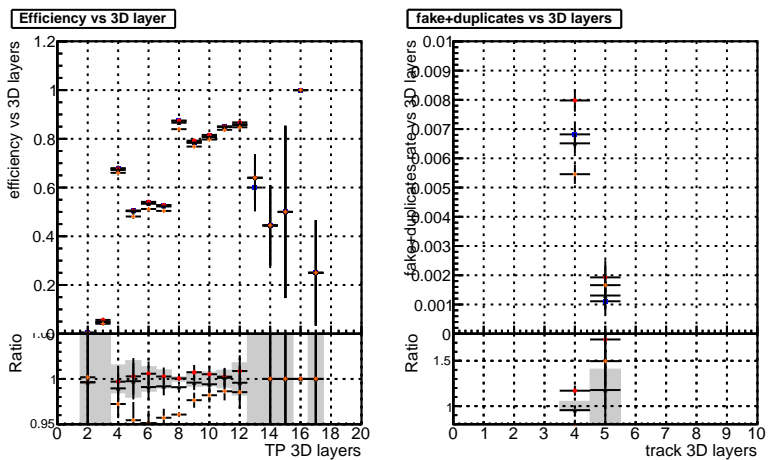 Efficiency vs 3D layer
efficiency vs 3D layers
1.2
1
0.8
0.6
0.4
0.2
0
Ratio
1
0.95
0 2 4 6 8 10 12 14 16 18 20
TP 3D layers
fake+duplicates vs 3D layers
fake+duplicates rate vs 3D layers
0.01
0.009
0.008
0.007
0.006
0.005
0.004
0.003
0.002
0.001
0
Ratio
1.5
1
0 1 2 3 4 5 6 7 8 9 10
track 3D layers